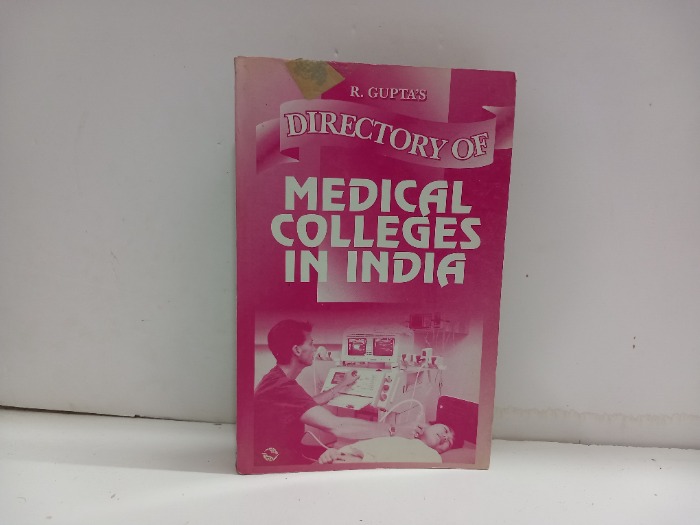 R. GUPTA'S
DIRECTORY OF
MEDICAL
COLLEGES
IN INDIA